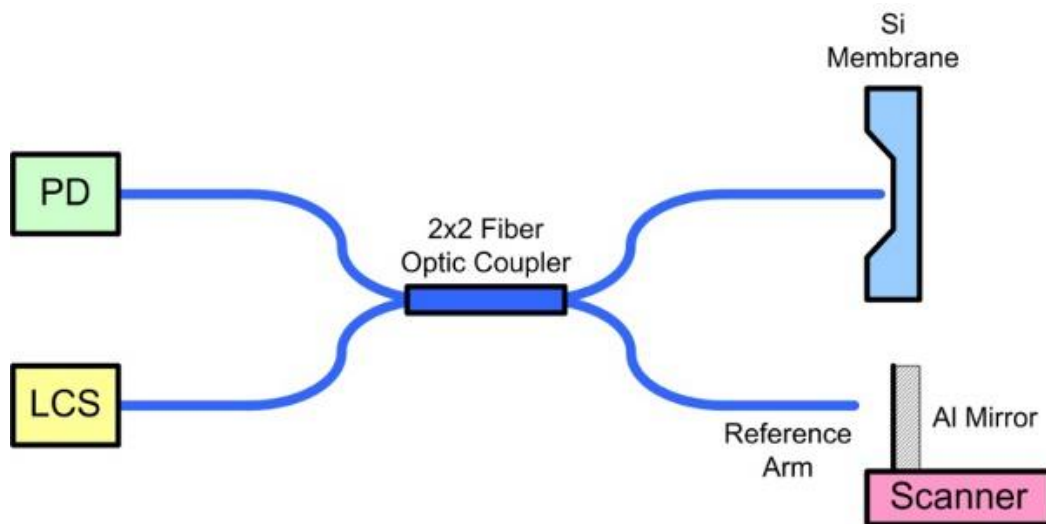 Si
Membrane
PD
2x2 Fiber
Optic Coupler
LCS
Reference
Arm
Al Mirror
Scanner